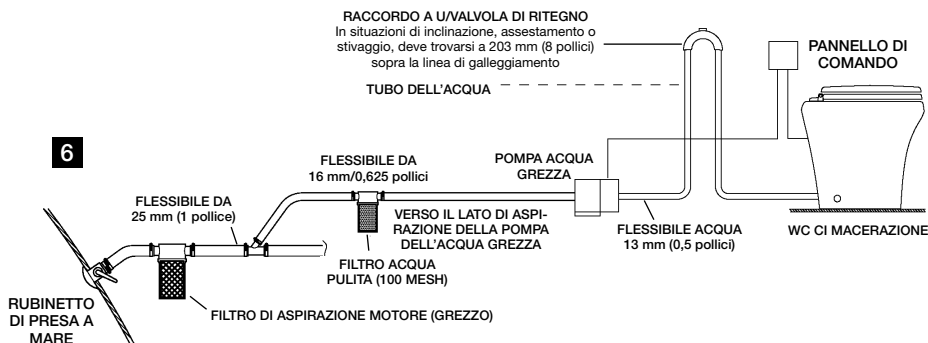 RACCORDO A U/VALVOLA DI RITEGNO
In situazioni di inclinazione, assestamento o
stivaggio, deve trovarsi a 203 mm (8 pollici)
sopra la linea di galleggiamento
PANNELLO DI
COMANDO
TUBO DELL'ACQUA
6
FLESSIBILE DA
16 mm/0,625 pollici
POMPA ACQUA
GREZZA
FLESSIBILE DA
25 mm (1 pollice)
VERSO IL LATO DI ASPI-
RAZIONE DELLA POMPA
DELL'ACQUA GREZZA
FLESSIBILE ACQUA
13 mm (0,5 pollici)
WC CI MACERAZIONE
FILTRO ACQUA
PULITA (100 MESH)
RUBINETTO
DI PRESA A
MARE
FILTRO DI ASPIRAZIONE MOTORE (GREZZO)